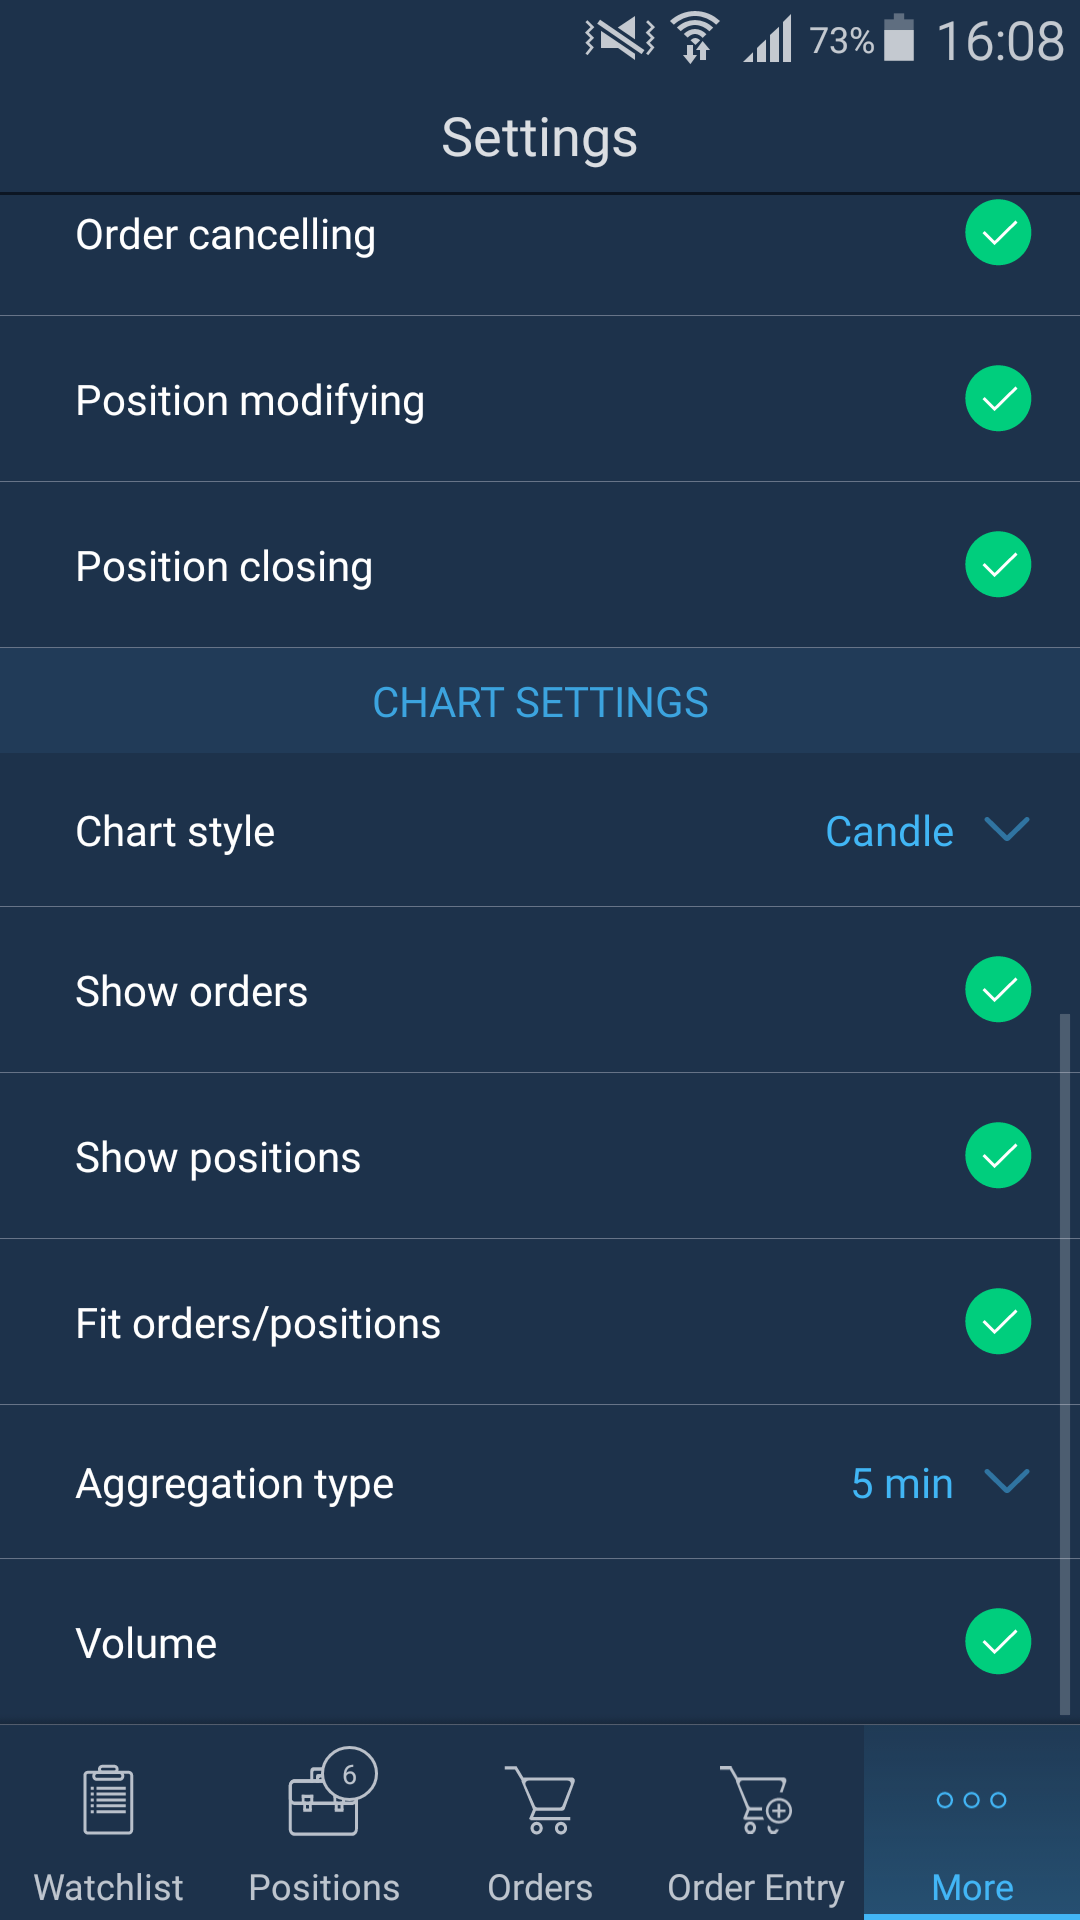 73% 16:08
Settings
Order cancelling
Position modifying
Position closing
CHART SETTINGS
Chart style Candle
Show orders
Show positions
Fit orders/positions
Aggregation type 5 min
Volume
6
Watchlist Positions Orders Order Entry More